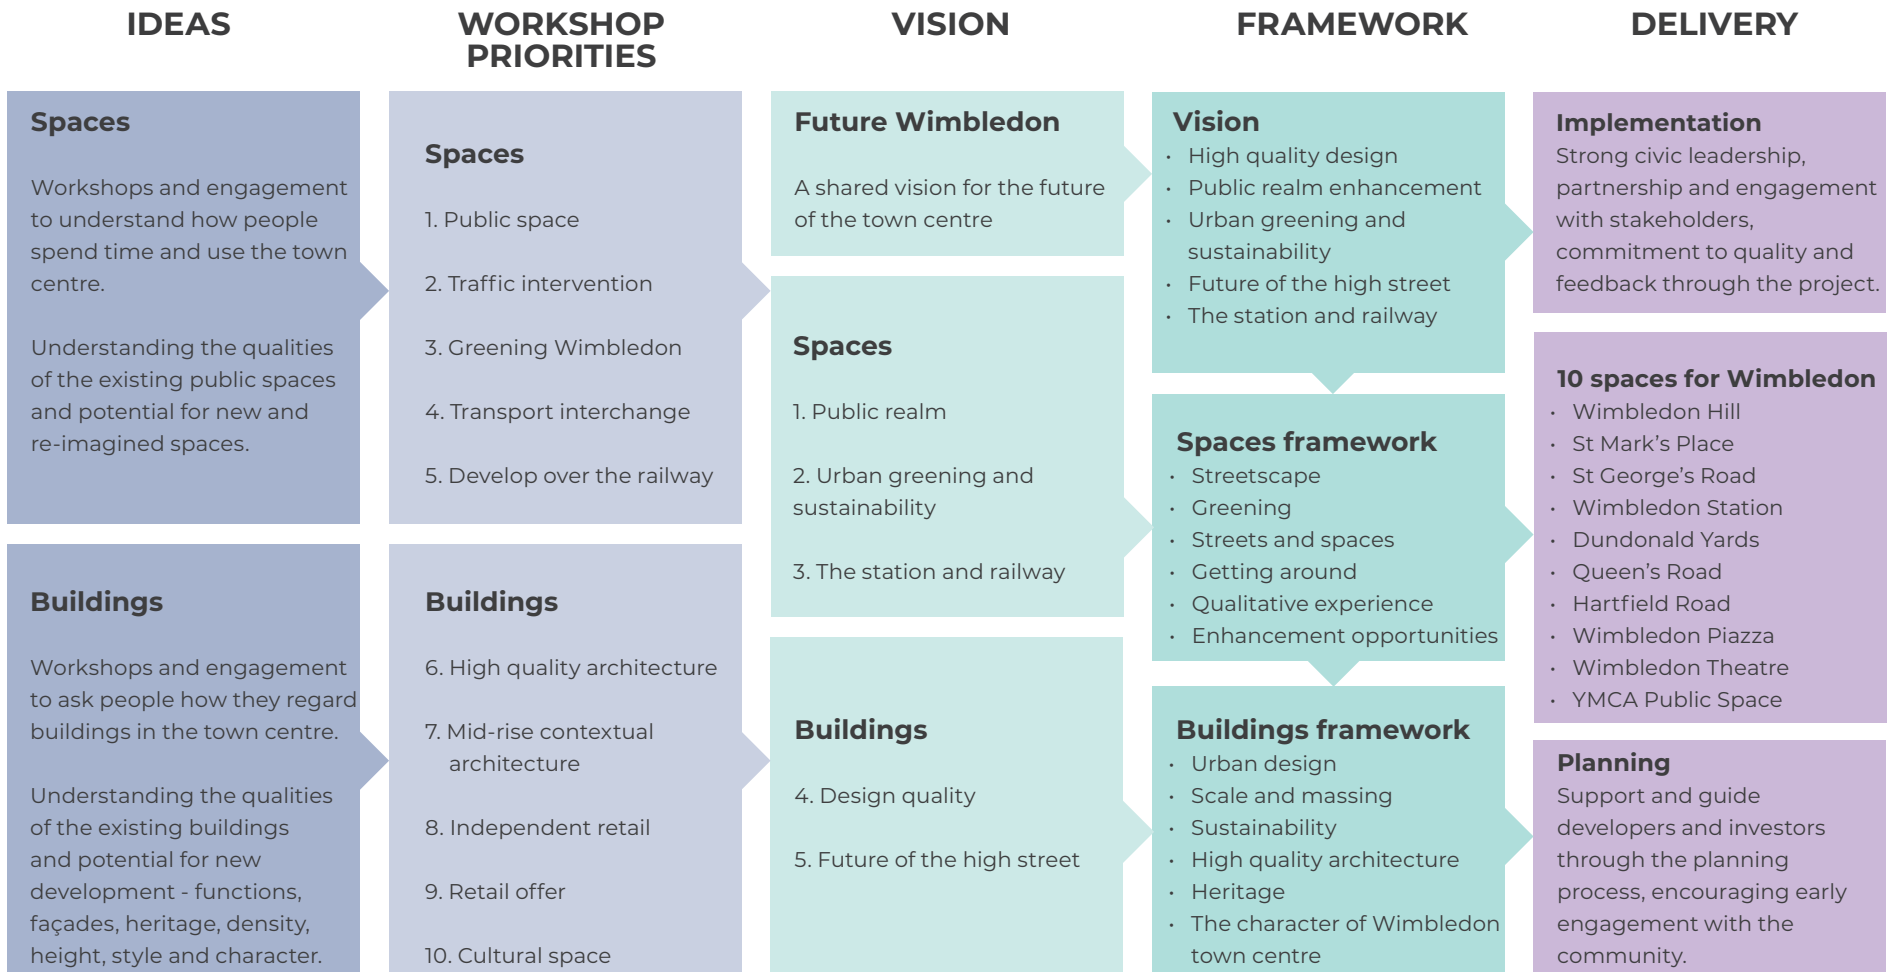 IDEAS
Spaces
Workshops and engagement
to understand how people
spend time and use the town
centre.
Understanding the qualities
of the existing public spaces
and potential for new and
re-imagined spaces.
Buildings
Workshops and engagement
to ask people how they regard
buildings in the town centre.
Understanding the qualities
of the existing buildings
and potential for new
development - functions,
façades, heritage, density,
height, style and character.
WORKSHOP
PRIORITIES
Spaces
1. Public space
2. Traffic intervention
3. Greening Wimbledon
4. Transport interchange
5. Develop over the railway
Buildings
6. High quality architecture
7. Mid-rise contextual
architecture
8. Independent retail
9. Retail offer
10. Cultural space
VISION
Future Wimbledon
A shared vision for the future
of the town centre
Spaces
1. Public realm
2. Urban greening and
sustainability
3. The station and railway
Buildings
4. Design quality
5. Future of the high street
FRAMEWORK
Vision
• High quality design
• Public realm enhancement
• Urban greening and
sustainability
• Future of the high street
• The station and railway
Spaces framework
• Streetscape
• Greening
• Streets and spaces
• Getting around
• Qualitative experience
• Enhancement opportunities
Buildings framework
• Urban design
• Scale and massing
• Sustainability
• High quality architecture
• Heritage
• The character of Wimbledon
town centre
DELIVERY
Implementation
Strong civic leadership,
partnership and engagement
with stakeholders,
commitment to quality and
feedback through the project.
10 spaces for Wimbledon
• Wimbledon Hill
• St Mark’s Place
• St George’s Road
• Wimbledon Station
• Dundonald Yards
• Queen’s Road
• Hartfield Road
• Wimbledon Piazza
• Wimbledon Theatre
• YMCA Public Space
Planning
Support and guide
developers and investors
through the planning
process, encouraging early
engagement with the
community.